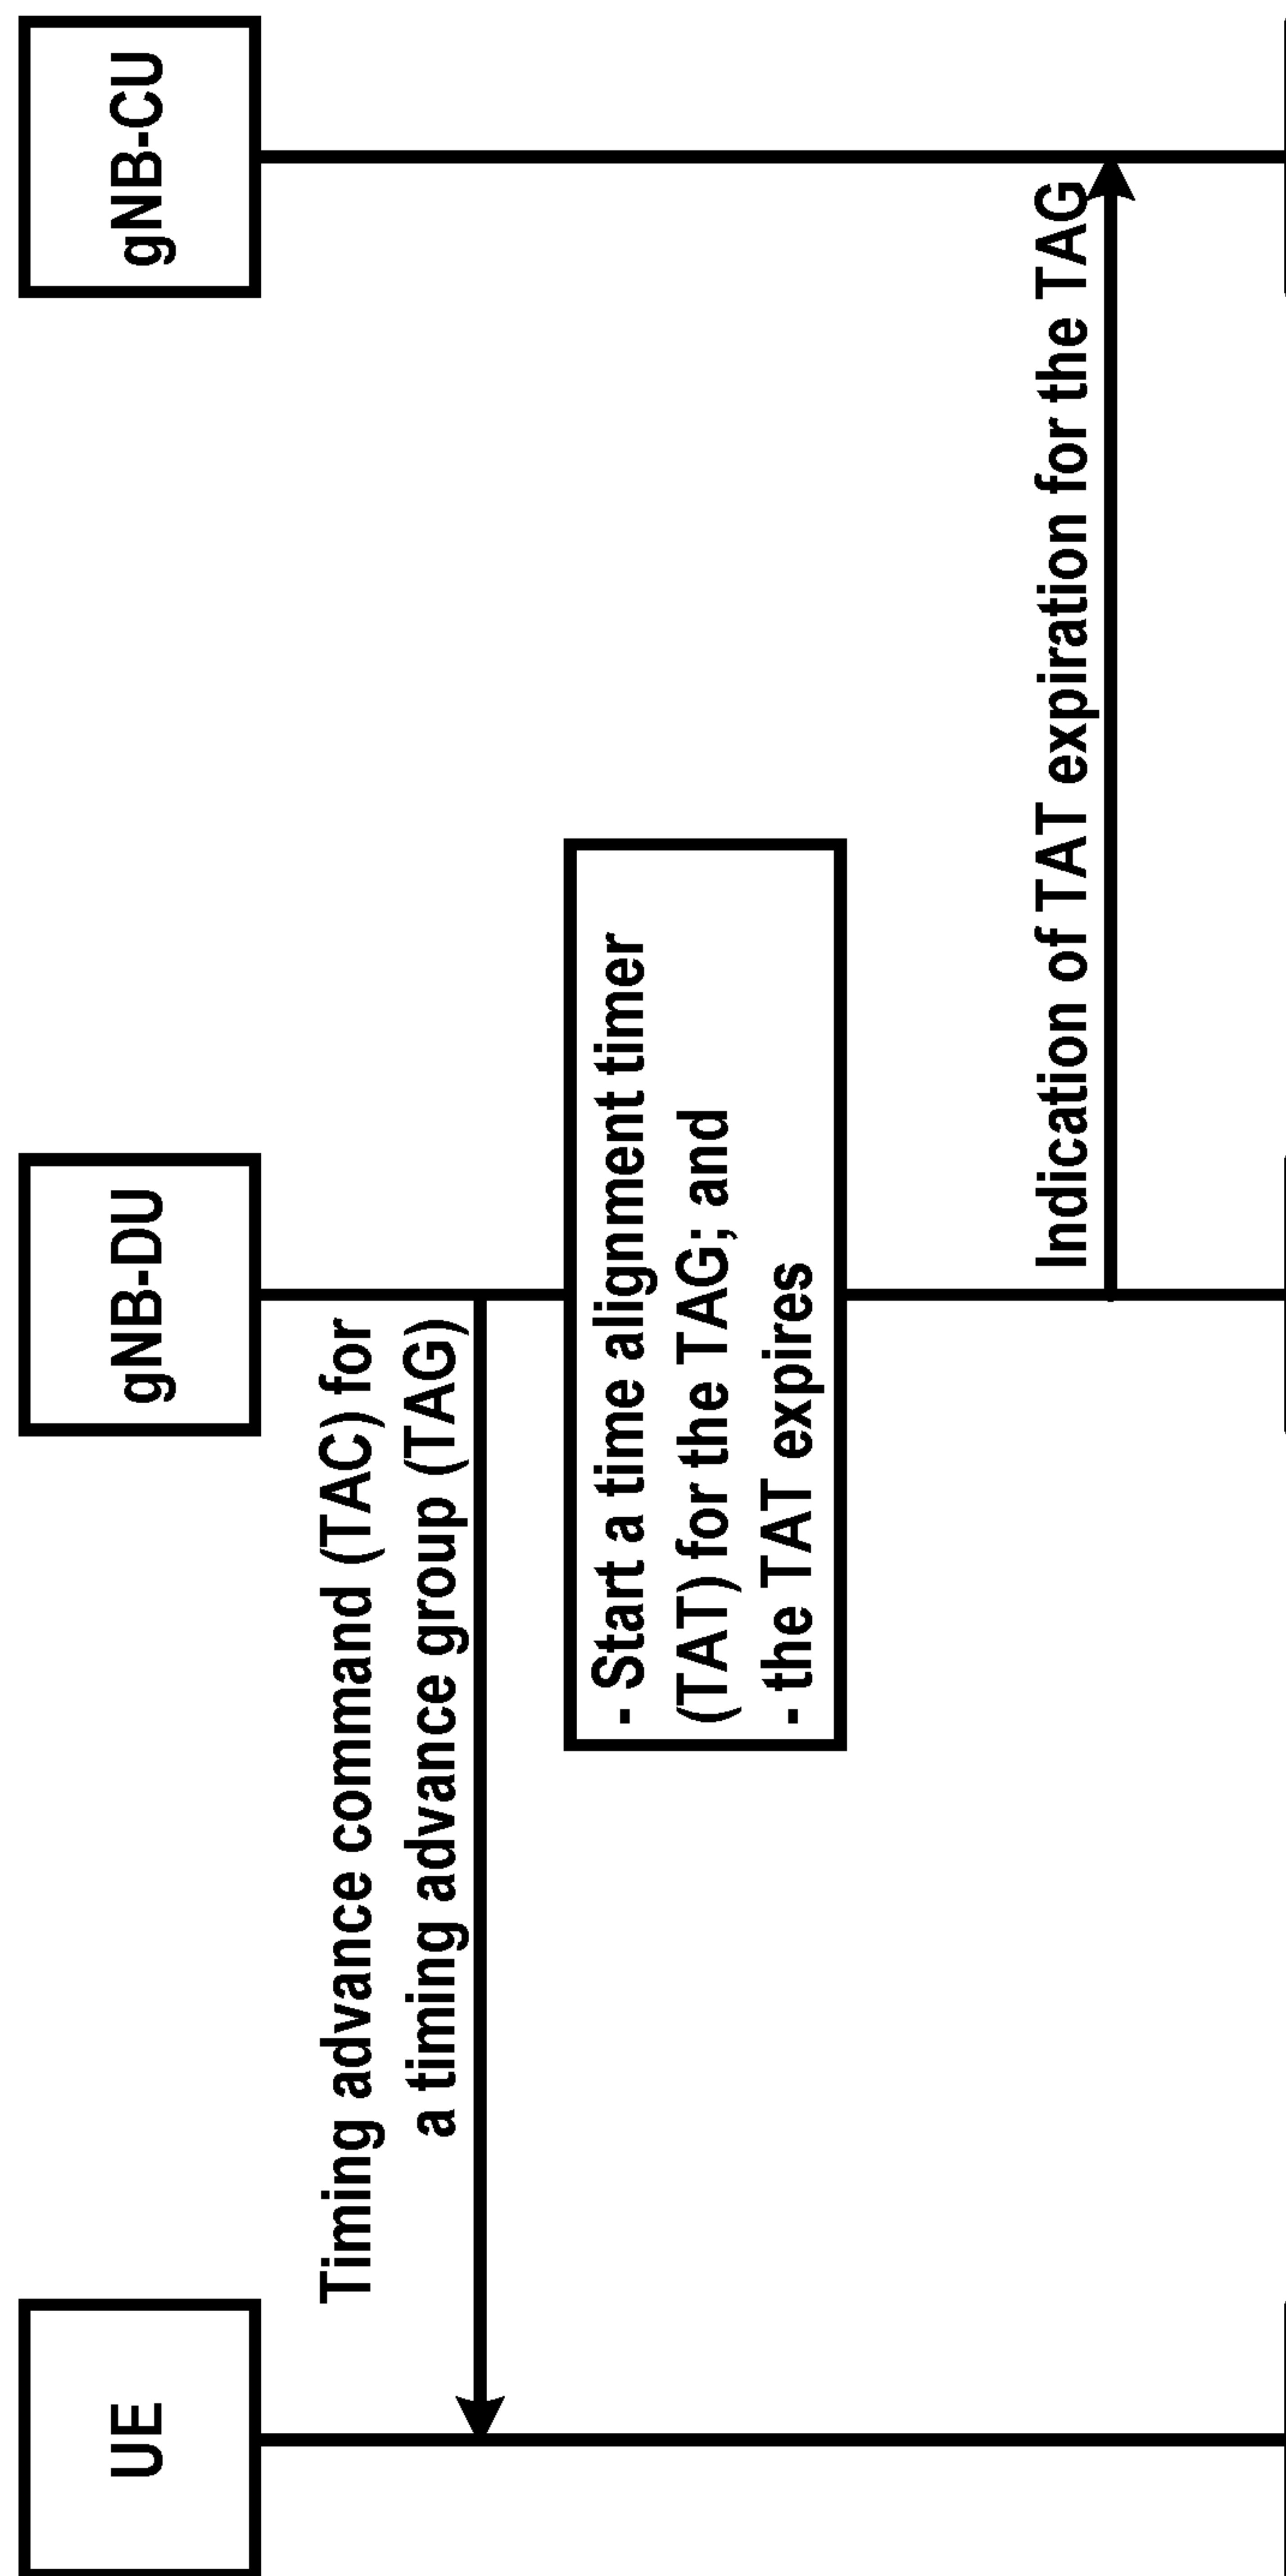 UE
gNB-DU
gNB-CU
Timing advance command (TAC) for
a timing advance group (TAG)
- Start a time alignment timer
(TAT) for the TAG; and
- the TAT expires
Indication of TAT expiration for the TAG